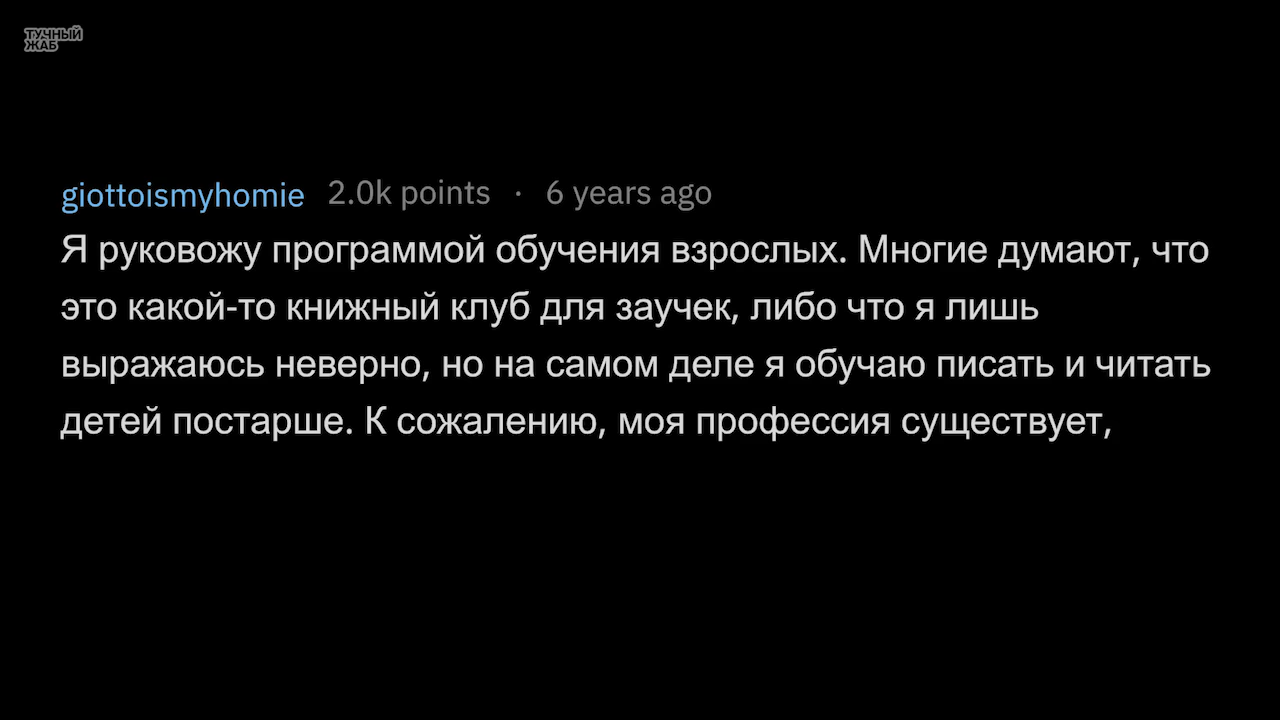 ТУЧНЫЙ
ЖАБ
giottoismyhomie 2.0k points · 6 years ago
Я руковожу программой обучения взрослых. Многие думают, что
это какой-то книжный клуб для заучек, либо что я лишь
выражаюсь неверно, но на самом деле я обучаю писать и читать
детей постарше. К сожалению, моя профессия существует,